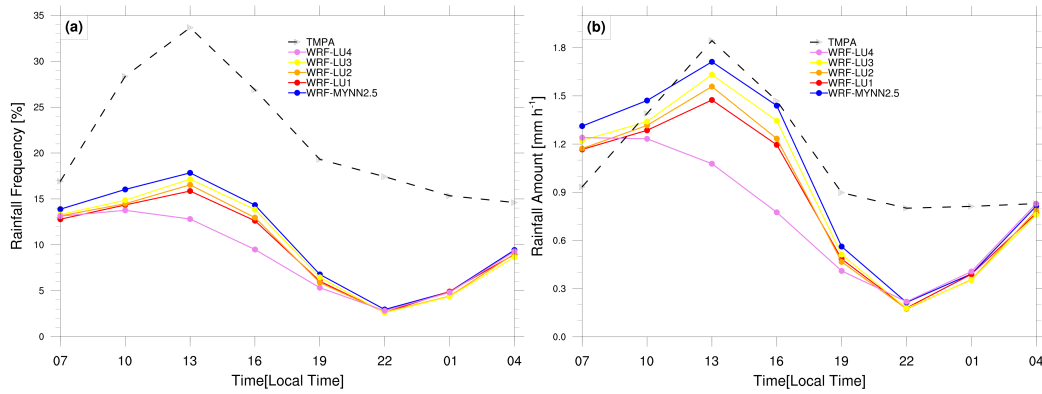 (a)
35
30
25
20
15
10
5
0
Rainfall Frequency [%]
TMPA
WRF-LU4
WRF-LU3
WRF-LU2
WRF-LU1
WRF-MYNN2.5
07 10 13 16 19 22 01 04
Time[Local Time]
(b)
1.8
1.5
1.2
0.9
0.6
0.3
0.0
Rainfall Amount [mm h⁻¹]
TMPA
WRF-LU4
WRF-LU3
WRF-LU2
WRF-LU1
WRF-MYNN2.5
07 10 13 16 19 22 01 04
Time[Local Time]